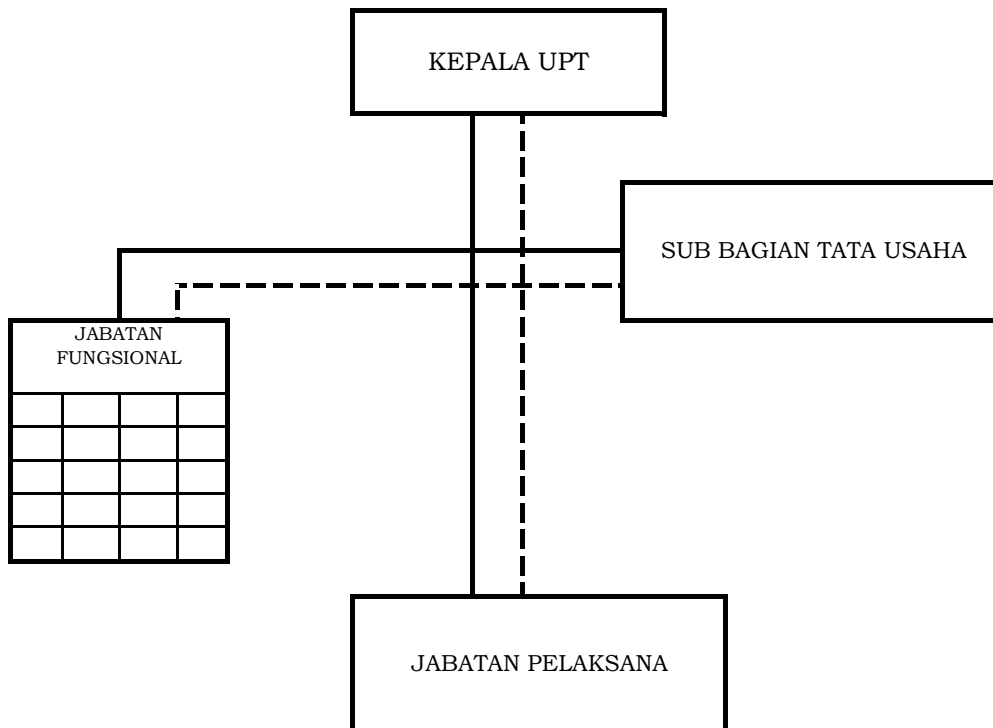 KEPALA UPT
SUB BAGIAN TATA USAHA
JABATAN
FUNGSIONAL
JABATAN PELAKSANA